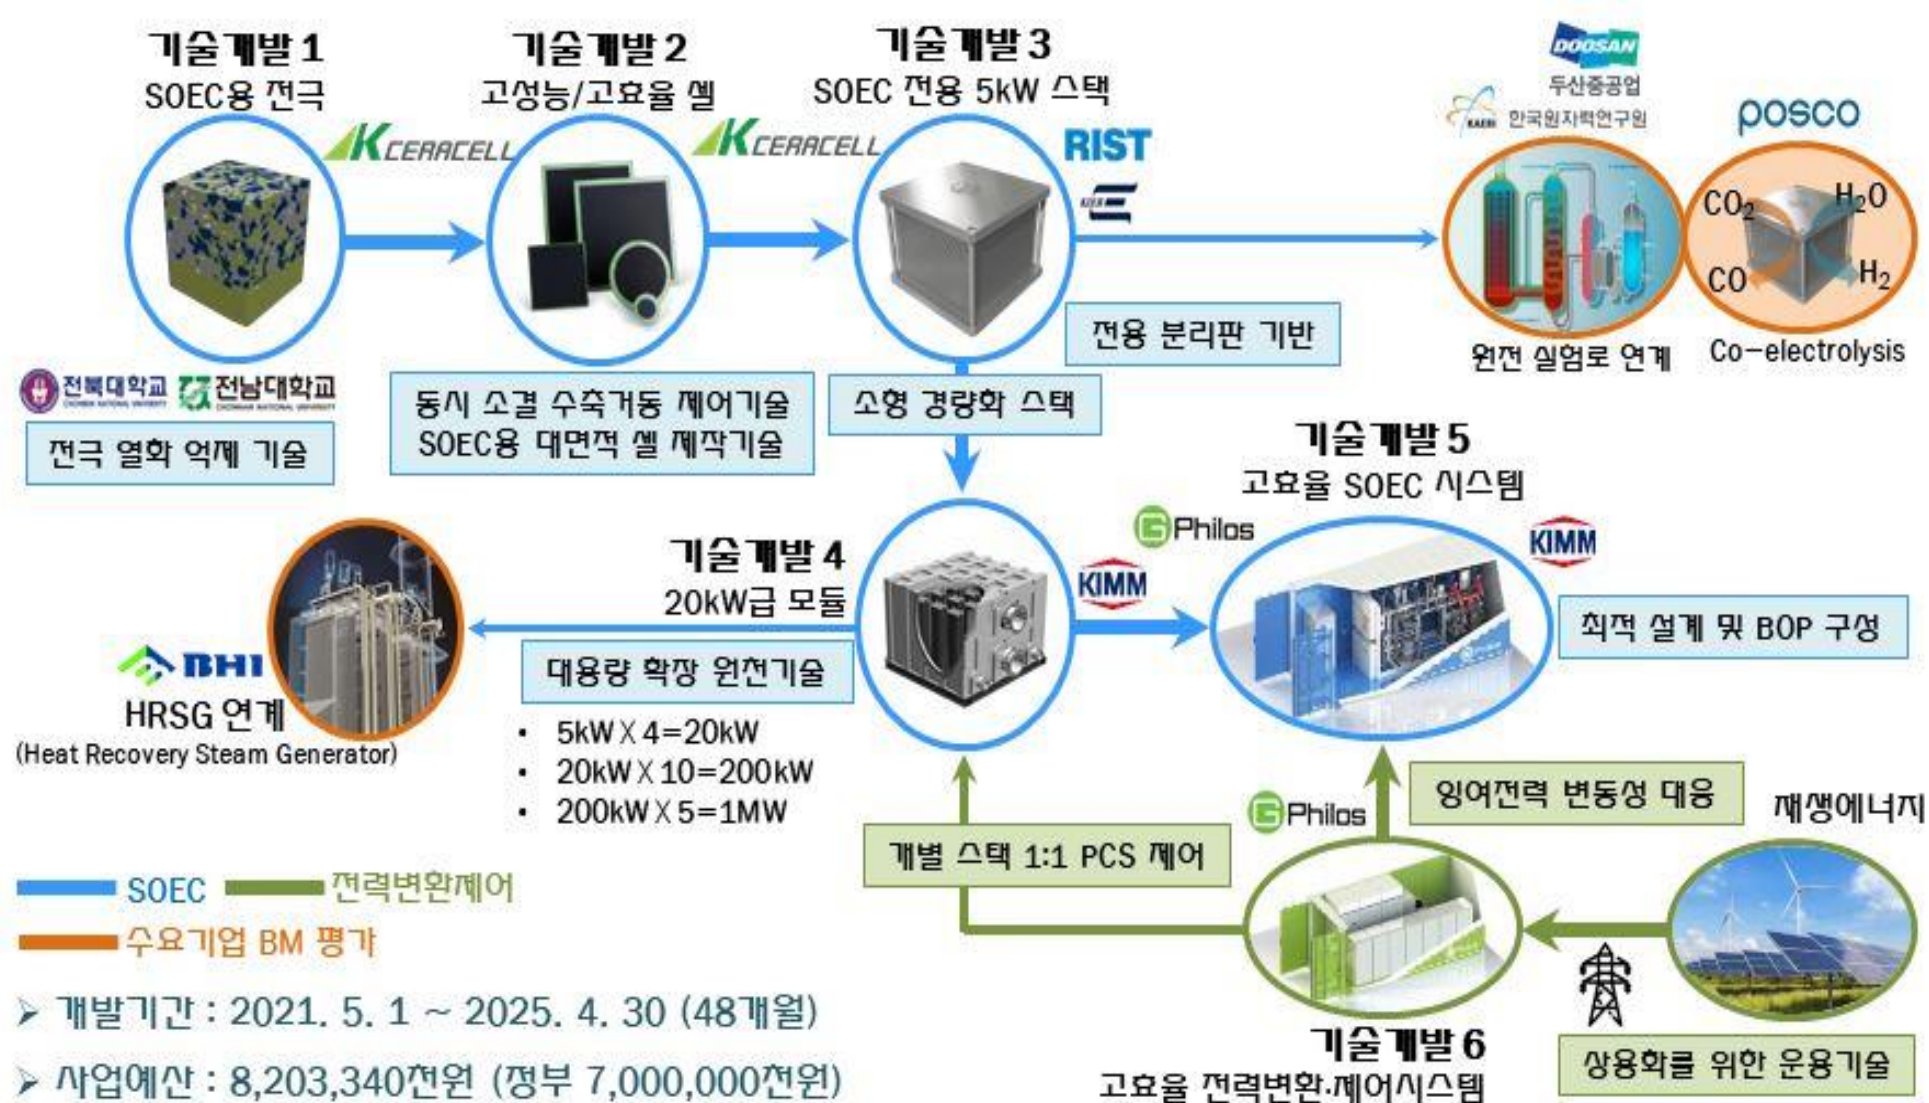 기술개발 1
SOEC용 전극
기술개발 2
고성능/고효율 셀
기술개발 3
SOEC 전용 5kW 스택
KCERACELL
KCERACELL
RIST
KIER
DOOSAN
두산중공업
KAERI 한국원자력연구원
posco
CO2
H2O
CO
H2
전용 분리판 기반
원전 실험로 연계
Co-electrolysis
전북대학교
CHONBUK NATIONAL UNIVERSITY
전남대학교
CHONNAM NATIONAL UNIVERSITY
전극 열화 억제 기술
동시 소결 수축거동 제어기술
SOEC용 대면적 셀 제작기술
소형 경량화 스택
기술개발 5
고효율 SOEC 시스템
G Philos
KIMM
KIMM
기술개발 4
20kW급 모듈
최적 설계 및 BOP 구성
BHI
HRSG 연계
(Heat Recovery Steam Generator)
대용량 확장 원천기술
• 5kW X 4=20kW
• 20kW X 10=200kW
• 200kW X 5=1MW
잉여전력 변동성 대응
재생에너지
G Philos
개별 스택 1:1 PCS 제어
SOEC
전력변환제어
수요기업 BM 평가
➢ 개발기간 : 2021. 5. 1 ~ 2025. 4. 30 (48개월)
➢ 사업예산 : 8,203,340천원 (정부 7,000,000천원)
기술개발 6
고효율 전력변환·제어시스템
상용화를 위한 운용기술